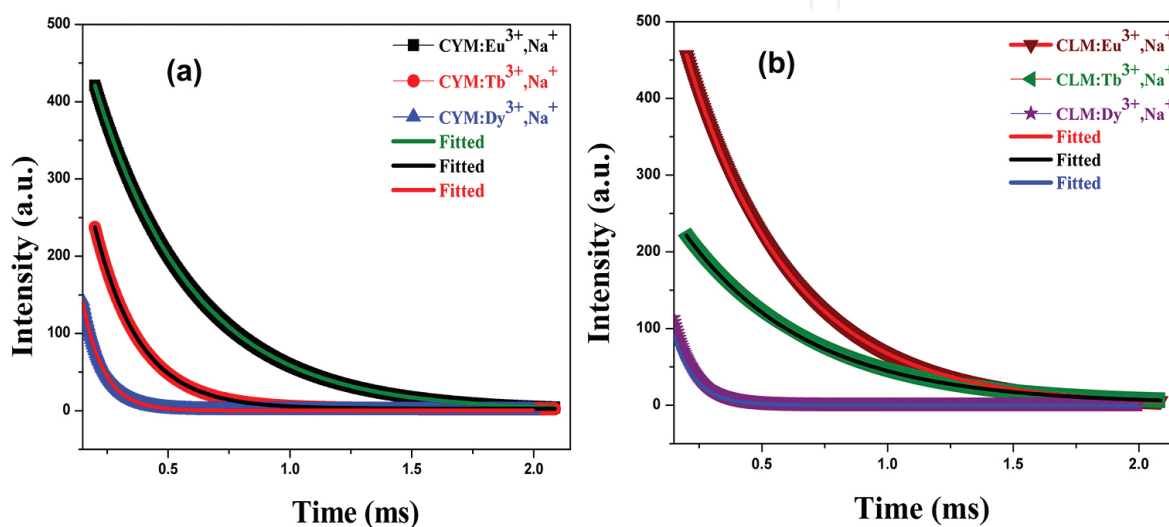 (a)
CYM:Eu³⁺,Na⁺
CYM:Tb³⁺,Na⁺
CYM:Dy³⁺,Na⁺
Fitted
Fitted
Fitted
500
400
300
200
100
0
Intensity (a.u.)
0.5
1.0
1.5
2.0
Time (ms)
(b)
CLM:Eu³⁺,Na⁺
CLM:Tb³⁺,Na⁺
CLM:Dy³⁺,Na⁺
Fitted
Fitted
Fitted
500
400
300
200
100
0
Intensity (a.u.)
0.5
1.0
1.5
2.0
Time (ms)